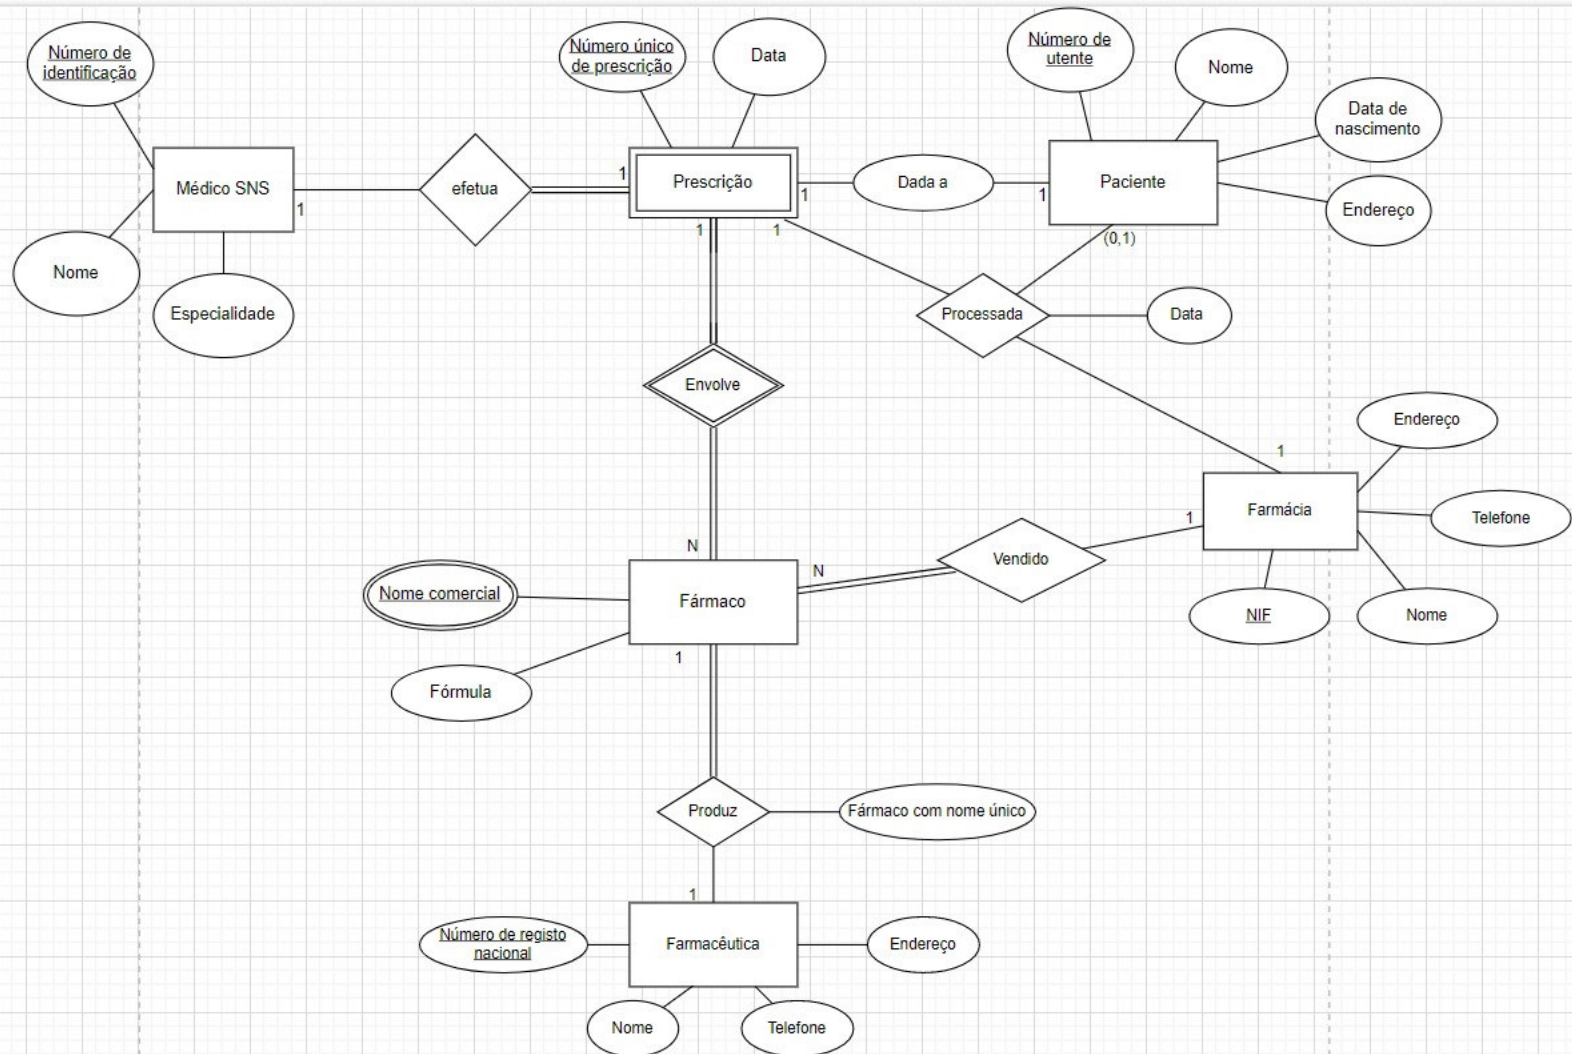 Número de
identificação
Número único
de prescrição
Data
Número de
utente
Nome
Data de
nascimento
Médico SNS
1
efetua
1
Prescrição
1
Dada a
1
Paciente
Endereço
1
1
(0,1)
Nome
Especialidade
Processada
Data
Envolve
Endereço
1
Farmácia
Telefone
1
Vendido
N
N
Nome comercial
Fármaco
NIF
Nome
1
Fórmula
Produz
Fármaco com nome único
1
Número de registo
nacional
Farmacêutica
Endereço
Nome
Telefone